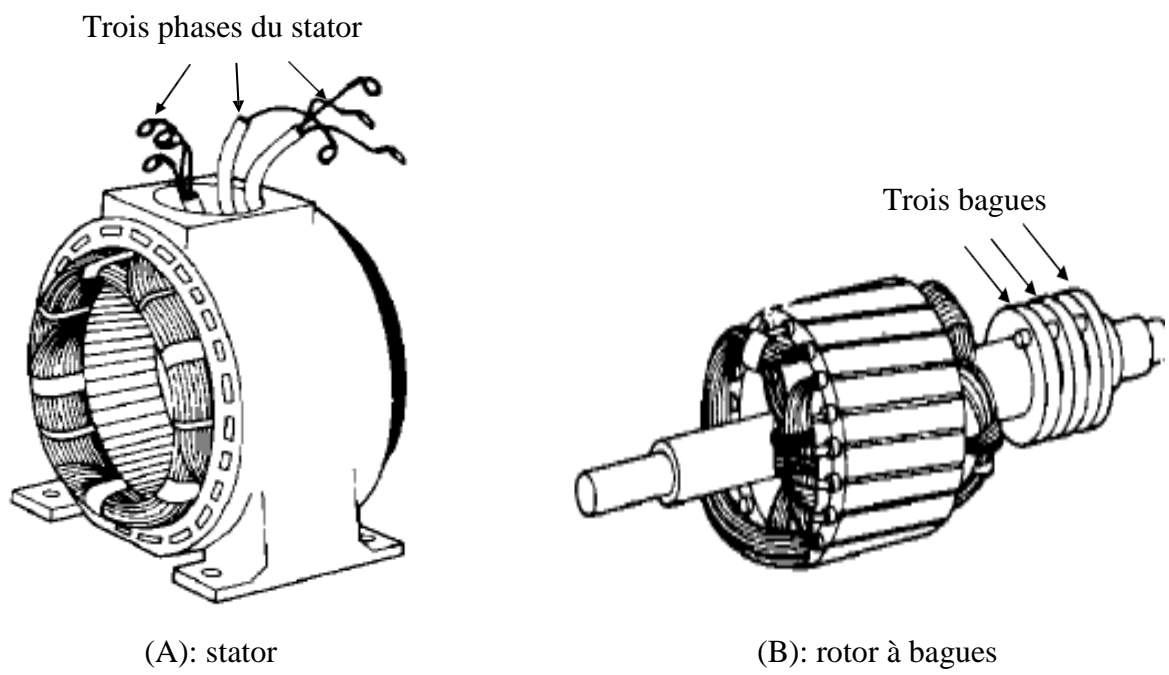 Trois phases du stator
Trois bagues
(A): stator
(B): rotor à bagues